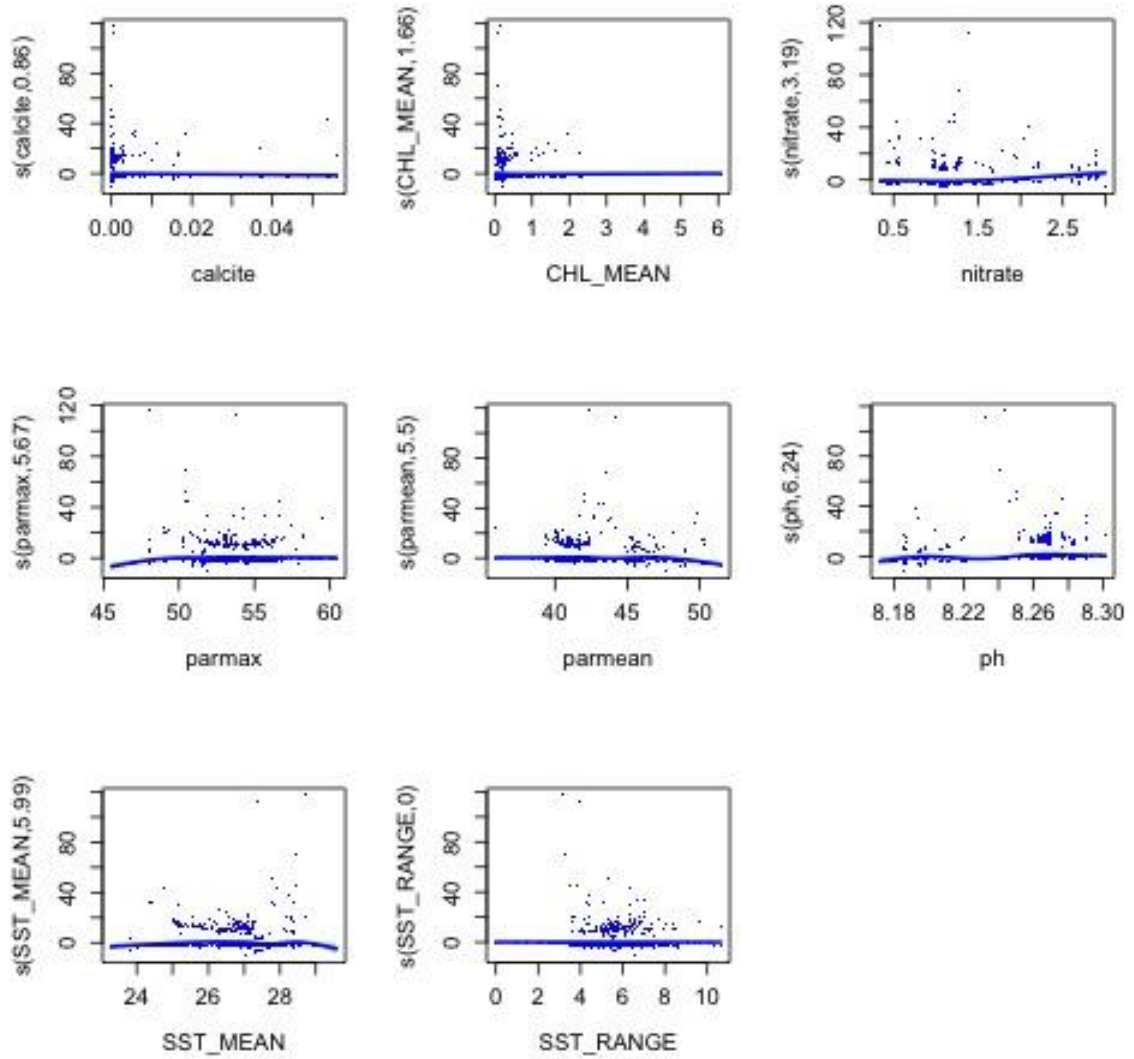 s(calcite,0.86)
0 40 80
0.00 0.02 0.04
calcite
s(CHL_MEAN,1.66)
0 40 80
0 1 2 3 4 5 6
CHL_MEAN
s(nitrate,3.19)
0 40 80 120
0.5 1.5 2.5
nitrate
s(parmax,5.67)
0 40 80 120
45 50 55 60
parmax
s(parmean,5.5)
0 40 80
40 45 50
parmean
s(ph,6.24)
0 40 80
8.18 8.22 8.26 8.30
ph
s(SST_MEAN,5.99)
0 40 80
24 26 28
SST_MEAN
s(SST_RANGE,0)
0 40 80
0 2 4 6 8 10
SST_RANGE